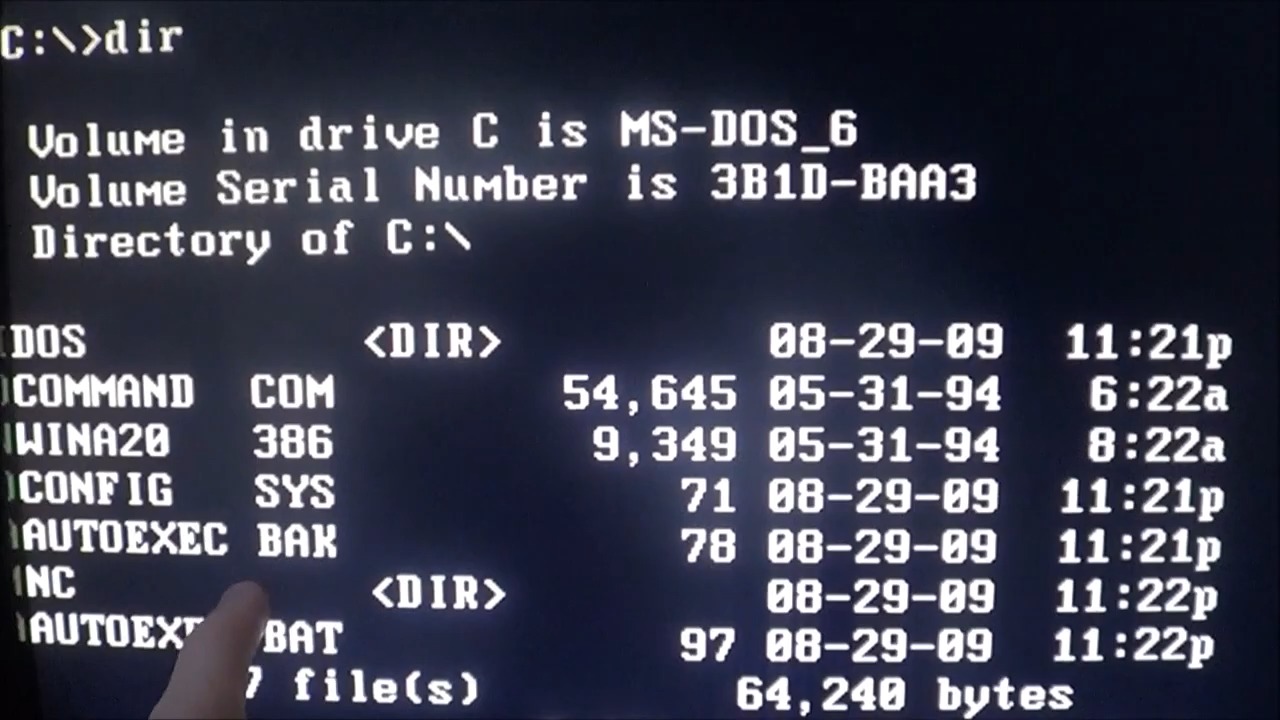 C:\>dir
Volume in drive C is MS-DOS_6
Volume Serial Number is 3B1D-BAA3
Directory of C:\
DOS <DIR> 08-29-09 11:21p
COMMAND COM 54,645 05-31-94 6:22a
WINA20 386 9,349 05-31-94 8:22a
CONFIG SYS 71 08-29-09 11:21p
AUTOEXEC BAK 78 08-29-09 11:21p
NC <DIR> 08-29-09 11:22p
AUTOEXEC BAT 97 08-29-09 11:22p
7 file(s) 64,240 bytes